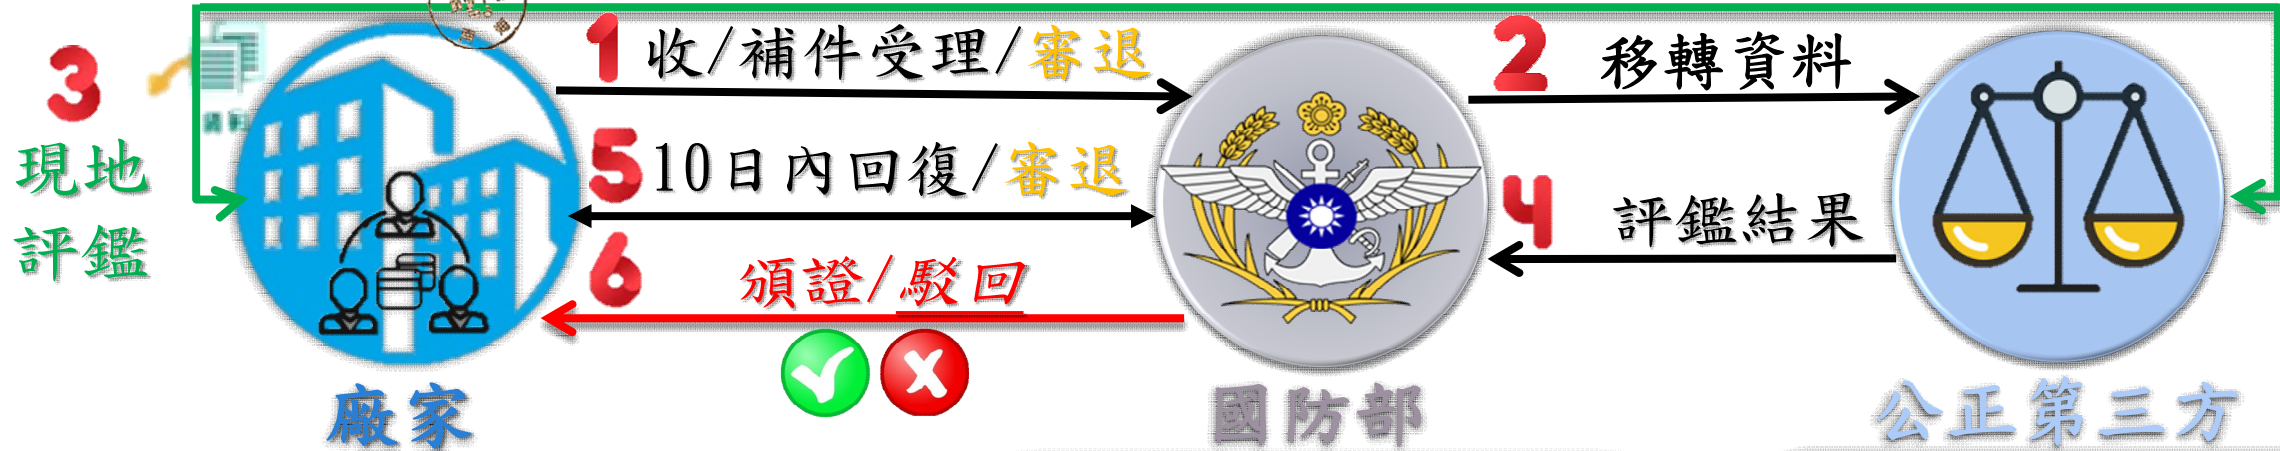 1 收/補件受理/審退
2 移轉資料
3
現地
評鑑
資料
5 10日內回復/審退
4 評鑑結果
6 頒證/駁回
廠家
國防部
公正第三方